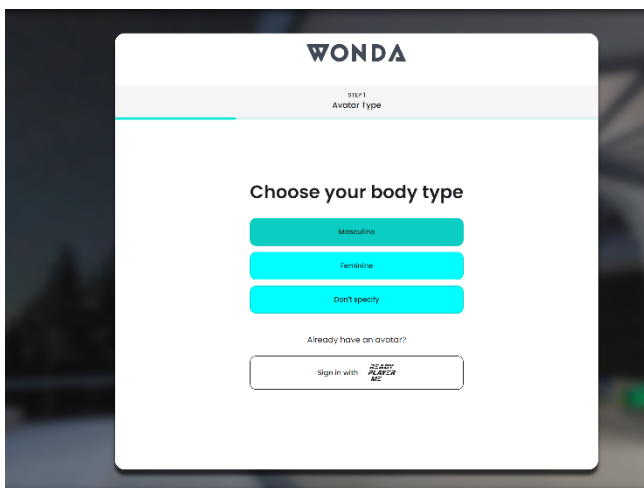 WONDA
STEP 1
Avatar Type
Choose your body type
Masculine
Feminine
Don't specify
Already have an avatar?
Sign in with READY PLAYER ME